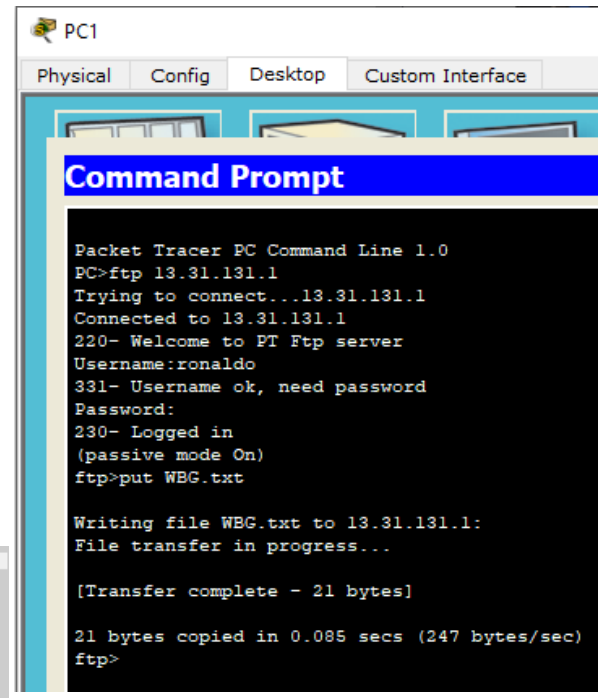 PC1
Physical Config Desktop Custom Interface
Command Prompt
Packet Tracer PC Command Line 1.0
PC>ftp 13.31.131.1
Trying to connect...13.31.131.1
Connected to 13.31.131.1
220- Welcome to PT Ftp server
Username:ronaldo
331- Username ok, need password
Password:
230- Logged in
(passive mode On)
ftp>put WBG.txt
Writing file WBG.txt to 13.31.131.1:
File transfer in progress...
[Transfer complete - 21 bytes]
21 bytes copied in 0.085 secs (247 bytes/sec)
ftp>